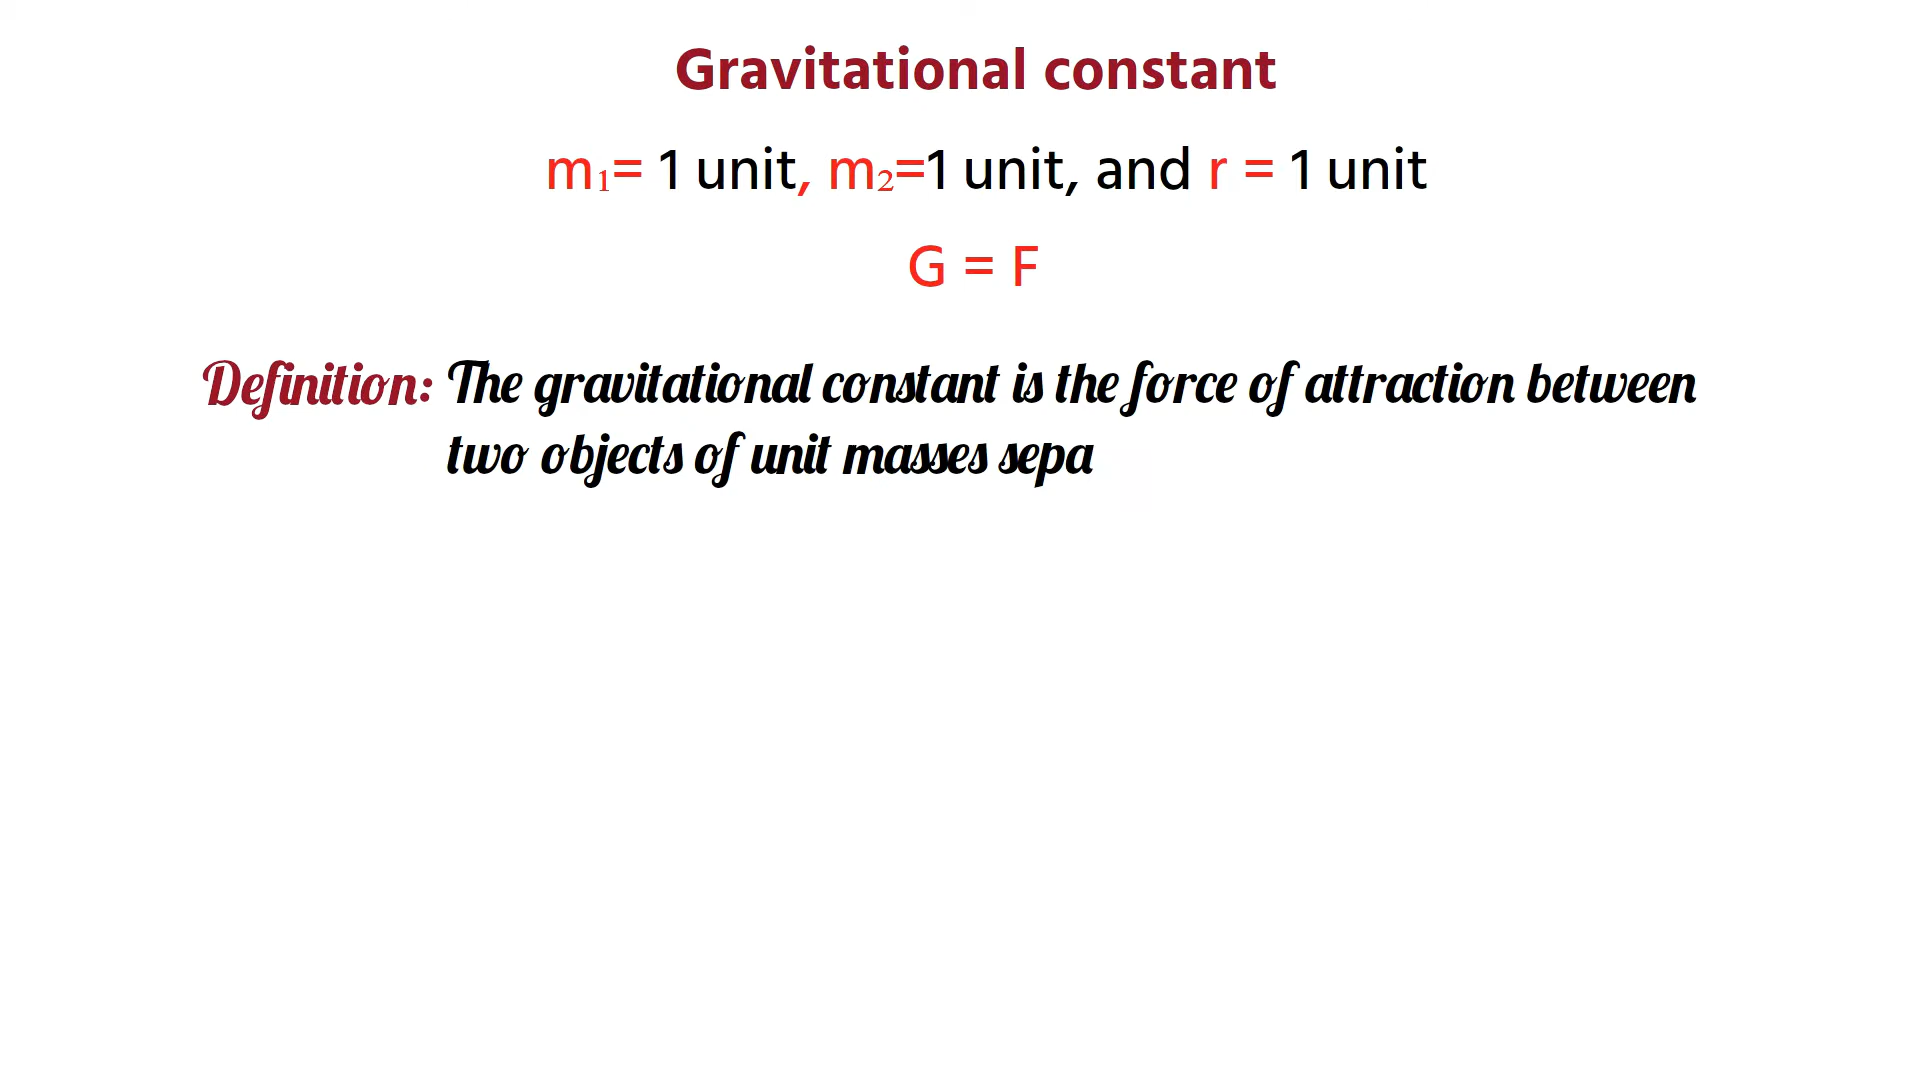 Gravitational constant
m₁= 1 unit, m₂=1 unit, and r = 1 unit
G = F
Definition: The gravitational constant is the force of attraction between
two objects of unit masses sepa